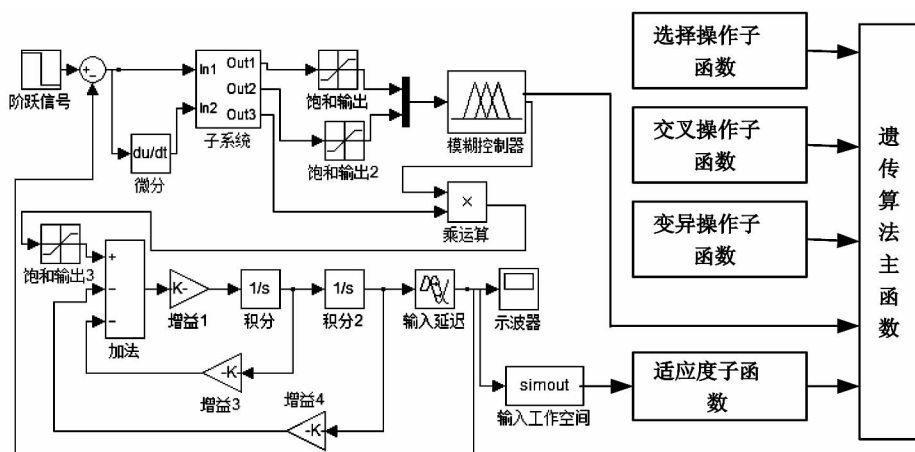 阶跃信号
+
-
du/dt
微分
In1
In2
Out1
Out2
Out3
子系统
饱和输出
饱和输出2
模糊控制器
×
乘运算
饱和输出3
+
-
-
加法
K-
增益1
1/s
积分
1/s
积分2
输入延迟
示波器
-K-
增益3
-K-
增益4
simout
输入工作空间
选择操作子
函数
交叉操作子
函数
变异操作子
函数
适应度子函
数
遗
传
算
法
主
函
数